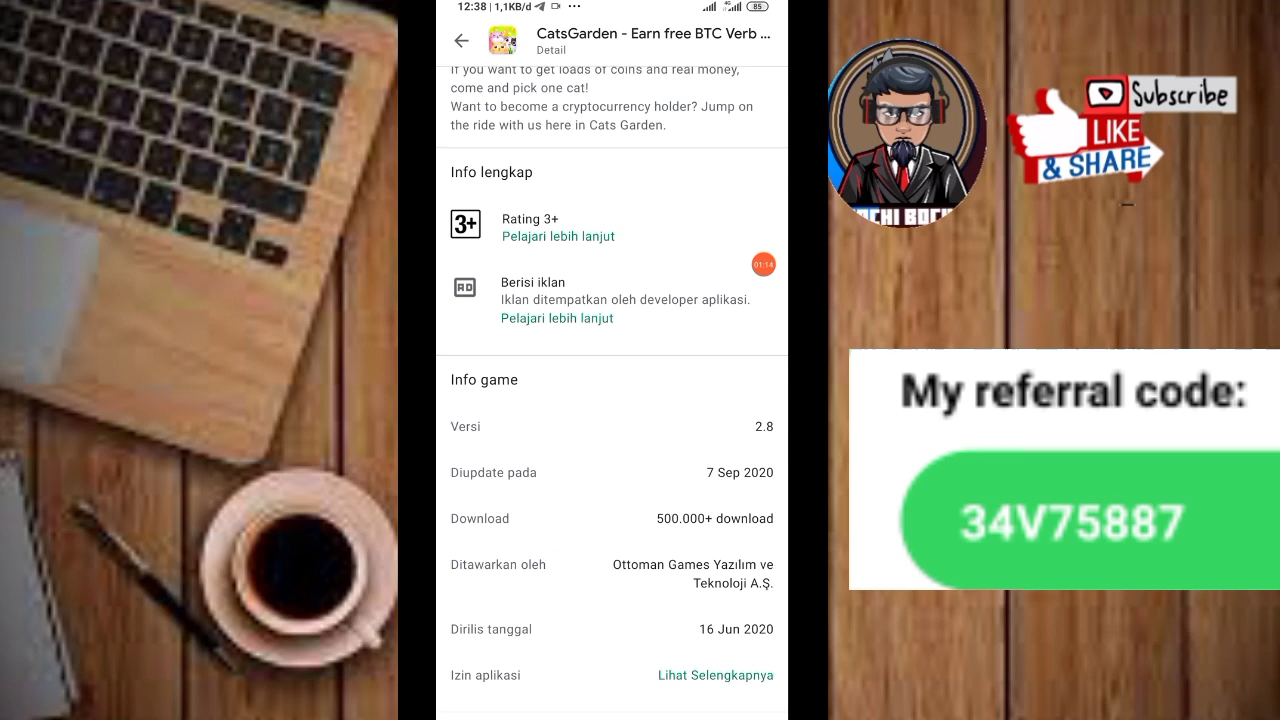 12:38 | 1,1KB/d
85
CatsGarden - Earn free BTC Verb ...
Detail
If you want to get loads of coins and real money,
come and pick one cat!
Want to become a cryptocurrency holder? Jump on
the ride with us here in Cats Garden.
Info lengkap
3+
Rating 3+
Pelajari lebih lanjut
01:14
AD
Berisi iklan
Iklan ditempatkan oleh developer aplikasi.
Pelajari lebih lanjut
Info game
Versi 2.8
Diupdate pada 7 Sep 2020
Download 500.000+ download
Ditawarkan oleh Ottoman Games Yazılım ve
Teknoloji A.Ş.
Dirilis tanggal 16 Jun 2020
Izin aplikasi Lihat Selengkapnya
Subscribe
LIKE
& SHARE
My referral code:
34V75887